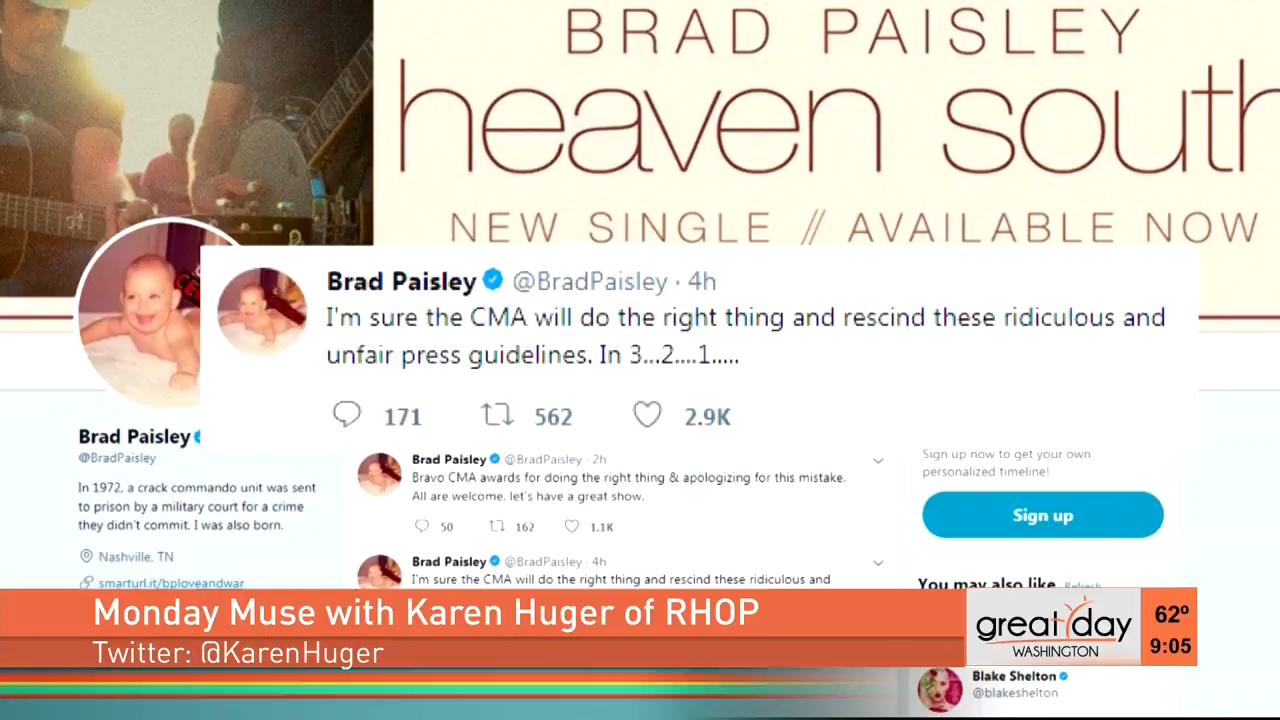 BRAD PAISLEY
heaven south
NEW SINGLE // AVAILABLE NOW
Brad Paisley @BradPaisley · 4h
I'm sure the CMA will do the right thing and rescind these ridiculous and
unfair press guidelines. In 3...2....1.....
171 562 2.9K
Brad Paisley
@BradPaisley
In 1972, a crack commando unit was sent
to prison by a military court for a crime
they didn't commit. I was also born.
Nashville, TN
smarturl.it/bploveandwar
Brad Paisley @BradPaisley · 2h
Bravo CMA awards for doing the right thing & apologizing for this mistake.
All are welcome. let's have a great show.
50 162 1.1K
Brad Paisley @BradPaisley · 4h
I'm sure the CMA will do the right thing and rescind these ridiculous and
Sign up now to get your own
personalized timeline!
Sign up
You may also like Refresh
Blake Shelton
@blakeshelton
Monday Muse with Karen Huger of RHOP
Twitter: @KarenHuger
great day
WASHINGTON
62º
9:05